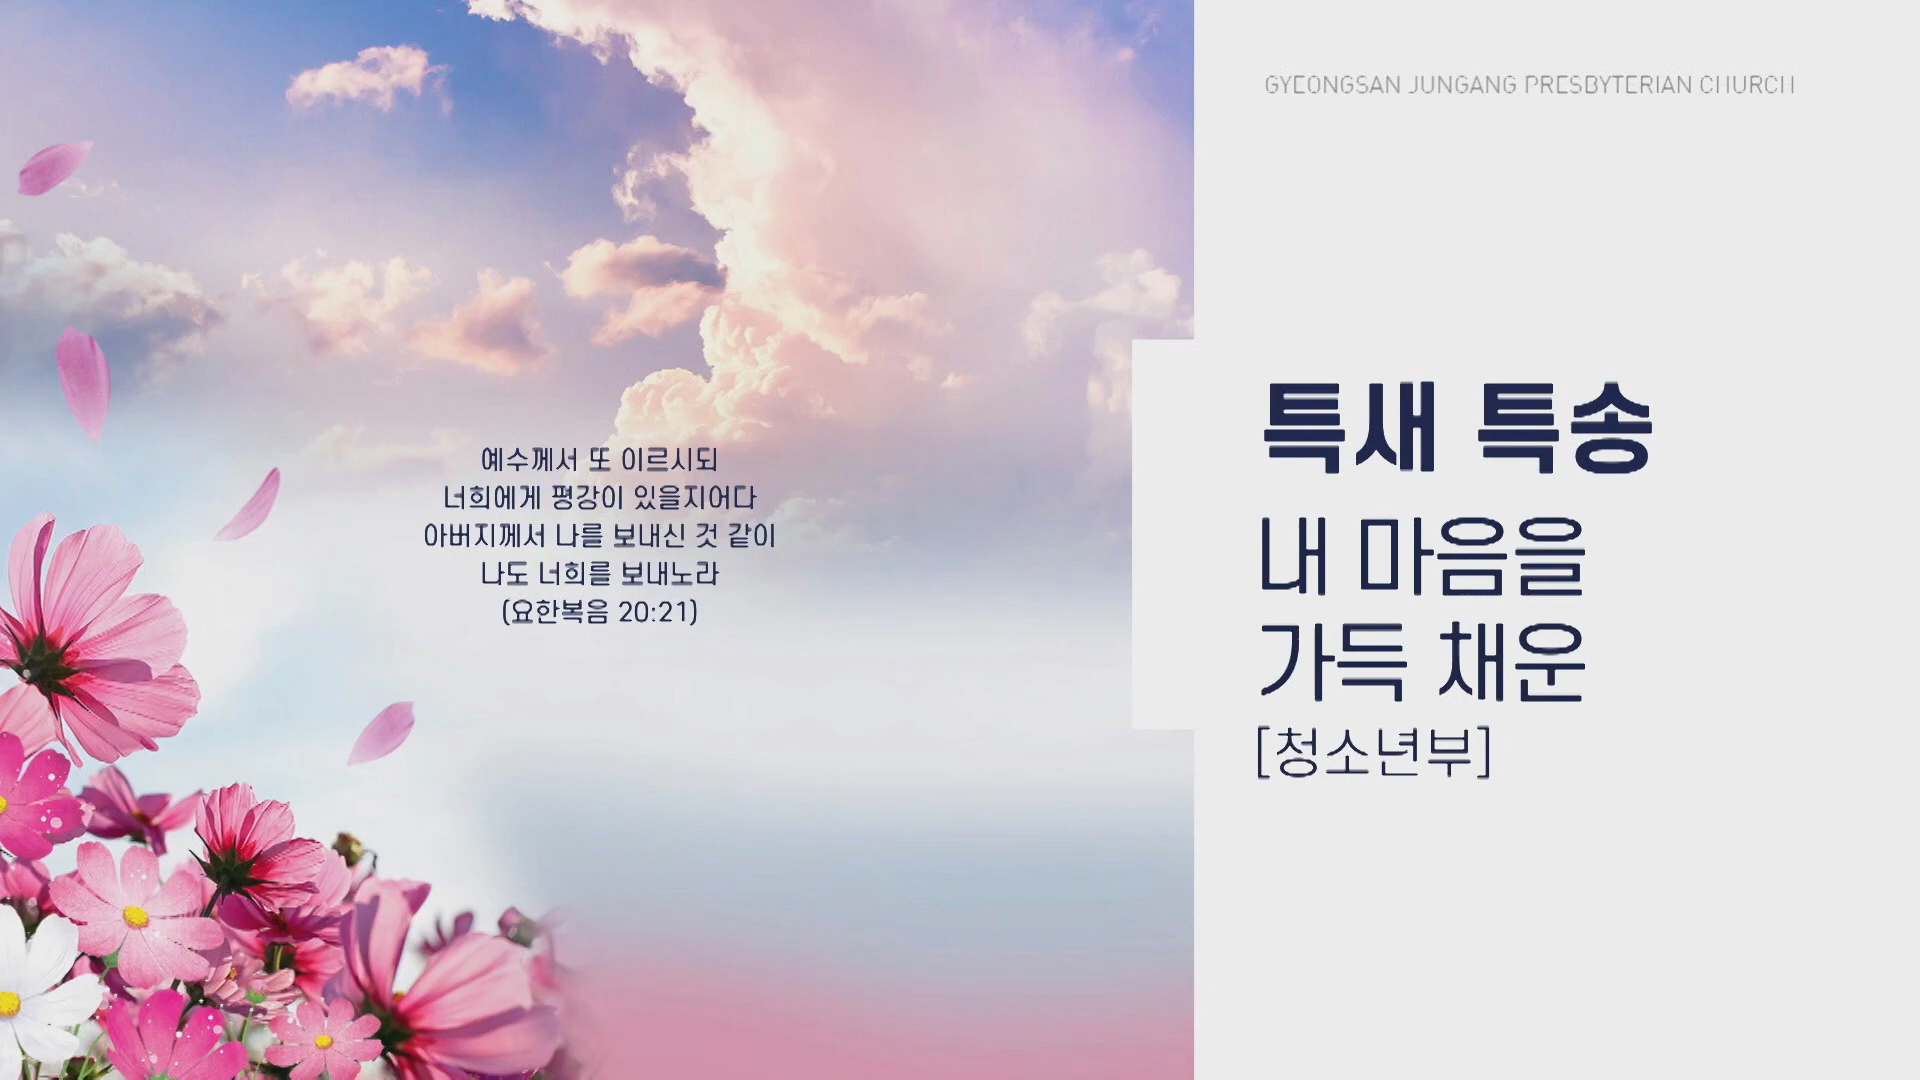 예수께서 또 이르시되
너희에게 평강이 있을지어다
아버지께서 나를 보내신 것 같이
나도 너희를 보내노라
(요한복음 20:21)
GYEONGSAN JUNGANG PRESBYTERIAN CHURCH
특새 특송
내 마음을
가득 채운
[청소년부]